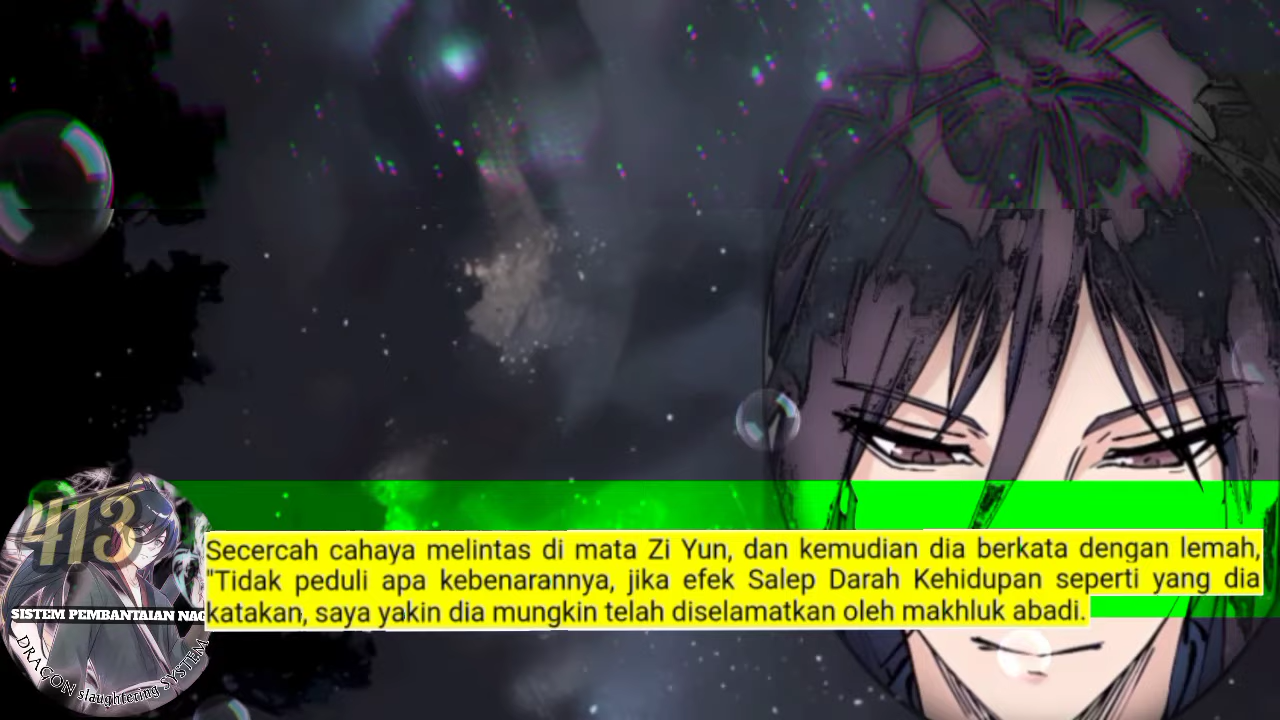 413
SISTEM PEMBANTAIAN NAG
DRAGON slaughtering SYSTEM
Secercah cahaya melintas di mata Zi Yun, dan kemudian dia berkata dengan lemah,
"Tidak peduli apa kebenarannya, jika efek Salep Darah Kehidupan seperti yang dia
katakan, saya yakin dia mungkin telah diselamatkan oleh makhluk abadi.